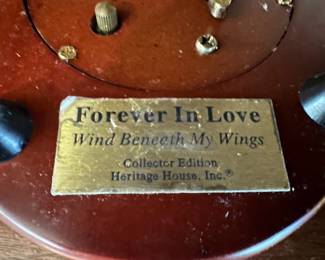 Forever In Love
Wind Beneath My Wings
Collector Edition
Heritage House, Inc.®